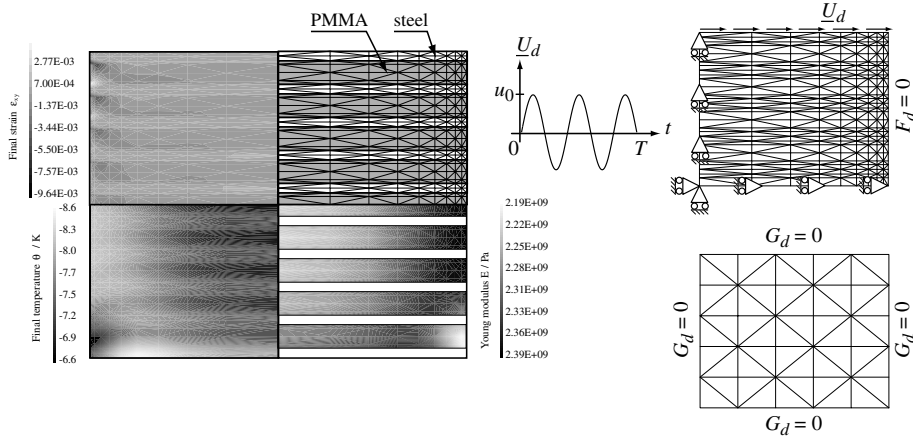 PMMA
steel
Final strain ε_xy
2.77E-03
7.00E-04
-1.37E-03
-3.44E-03
-5.50E-03
-7.57E-03
-9.64E-03
Final temperature θ / K
-8.6
-8.3
-8.0
-7.7
-7.5
-7.2
-6.9
-6.6
Young modulus E / Pa
2.19E+09
2.22E+09
2.25E+09
2.28E+09
2.31E+09
2.33E+09
2.36E+09
2.39E+09
U_d
u_0
0
T
t
U_d
F_d = 0
G_d = 0
G_d = 0
G_d = 0
G_d = 0